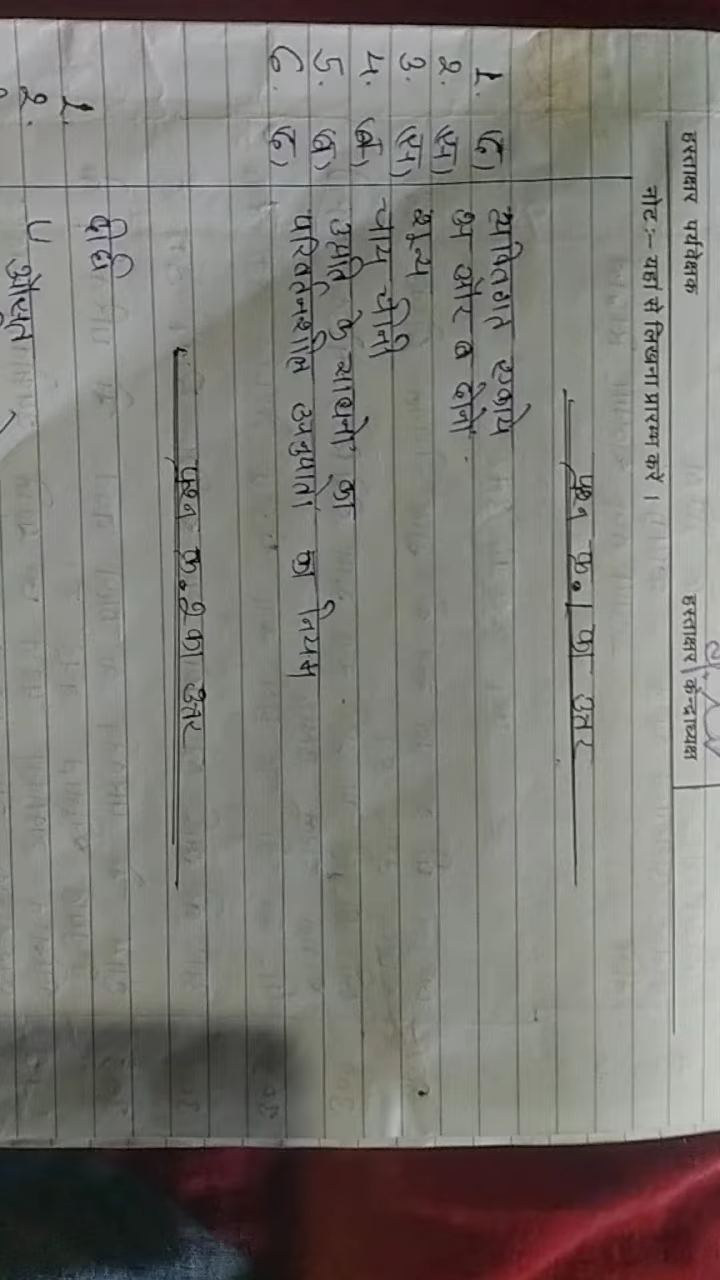 हस्ताक्षर पर्यवेक्षक हस्ताक्षर केन्द्राध्यक्ष
नोट:- यहां से लिखना प्रारम्भ करें ।
प्रश्न क्र. 1 का उत्तर
1. (द) व्यक्तिगत इकाई
2. (स) अ और ब दोनों
3. (स) शून्य
4. (ब) चाय चीनी
5. (ब) उत्पत्ति के साधनों का
6. (द) परिवर्तनशील अनुपातों का नियम
प्रश्न क्र. 2 का उत्तर
1. दीर्घ
2. U
औसत